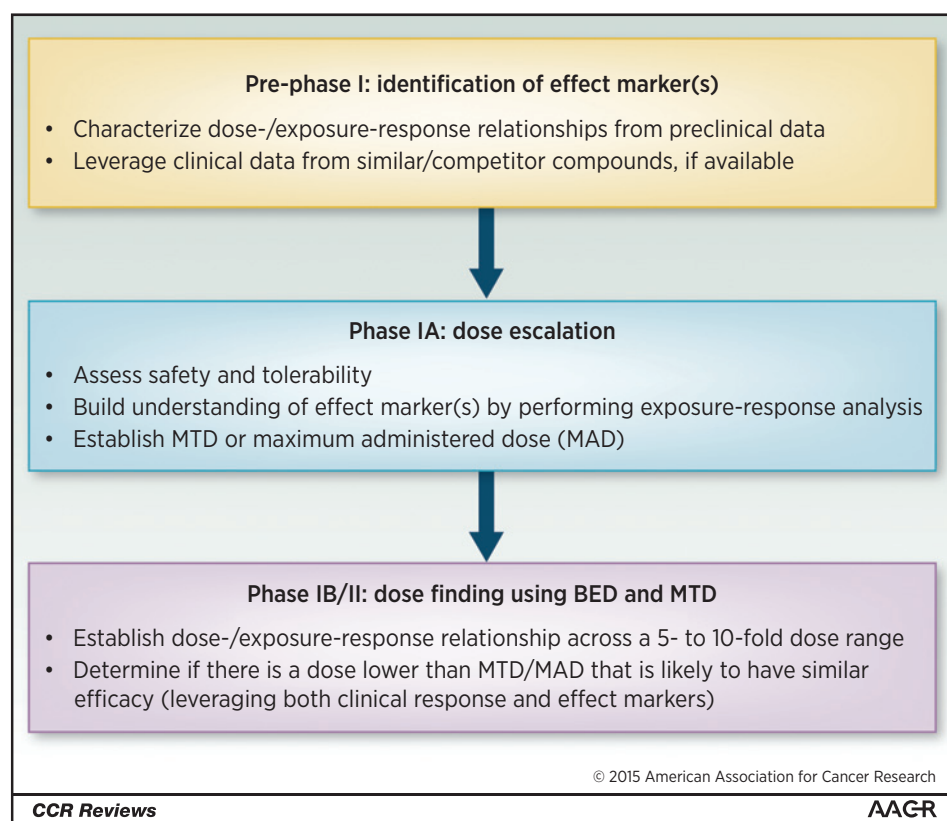 Pre-phase I: identification of effect marker(s)
• Characterize dose-/exposure-response relationships from preclinical data
• Leverage clinical data from similar/competitor compounds, if available
Phase IA: dose escalation
• Assess safety and tolerability
• Build understanding of effect marker(s) by performing exposure-response analysis
• Establish MTD or maximum administered dose (MAD)
Phase IB/II: dose finding using BED and MTD
• Establish dose-/exposure-response relationship across a 5- to 10-fold dose range
• Determine if there is a dose lower than MTD/MAD that is likely to have similar
efficacy (leveraging both clinical response and effect markers)
© 2015 American Association for Cancer Research
CCR Reviews
AACR